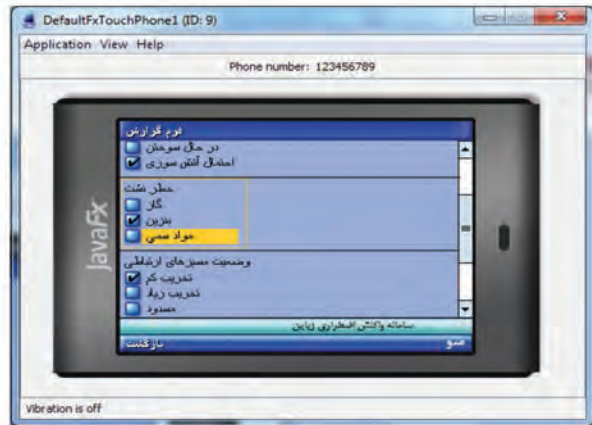 DefaultFxTouchPhone1 (ID: 9)
Application View Help
Phone number: 123456789
JavaFx
فرم گزارش
در حال سوختن
احتمال آتش سوزی
خطر نشت
گاز
بنزین
مواد سمی
وضعیت مسیرهای ارتباطی
تخریب کم
تخریب زیاد
مسدود
سامانه واکنش اضطراری
منو
بازگشت
Vibration is off